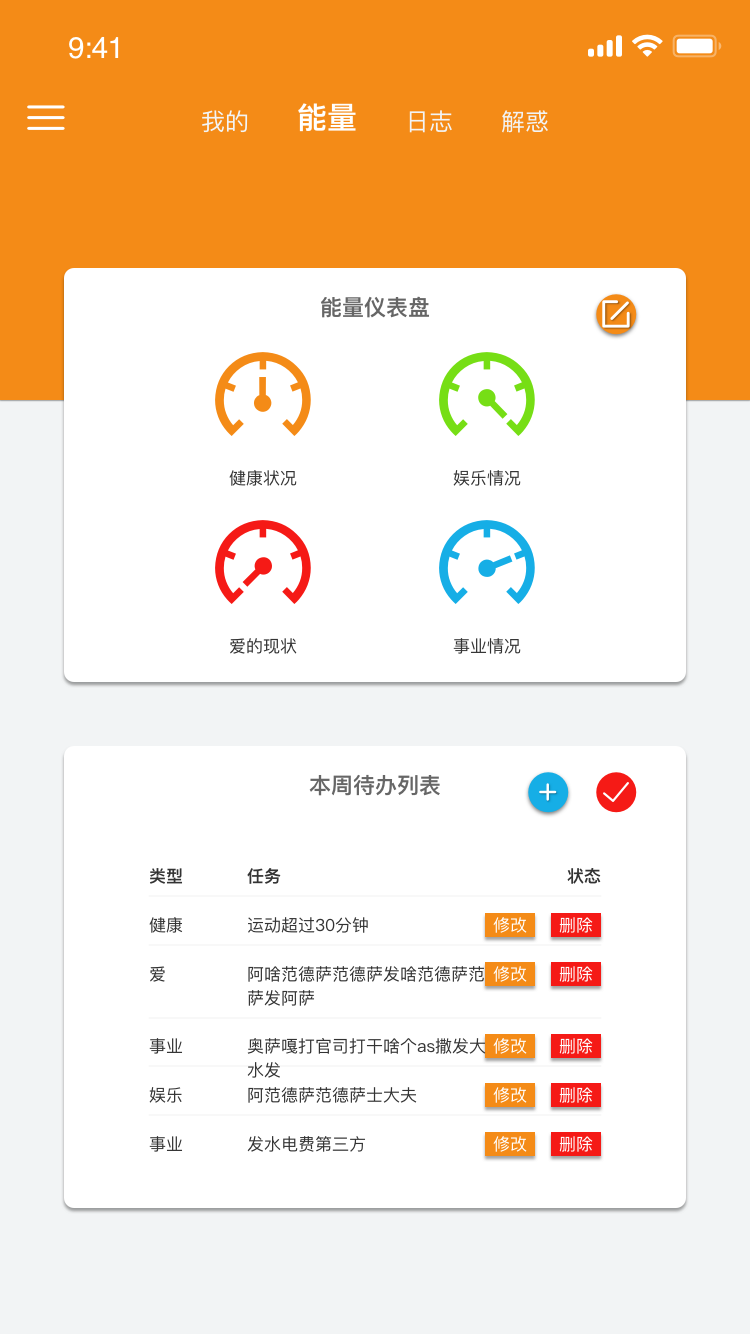 9:41
我的 能量 日志 解惑
能量仪表盘
健康状况 娱乐情况
爱的现状 事业情况
本周待办列表
类型 任务 状态
健康 运动超过30分钟 修改 删除
爱 阿啥范德萨范德萨发啥范德萨范 修改 删除
萨发阿萨
事业 奥萨嘎打官司打干啥个as撒发大 修改 删除
水发
娱乐 阿范德萨范德萨士大夫 修改 删除
事业 发水电费第三方 修改 删除